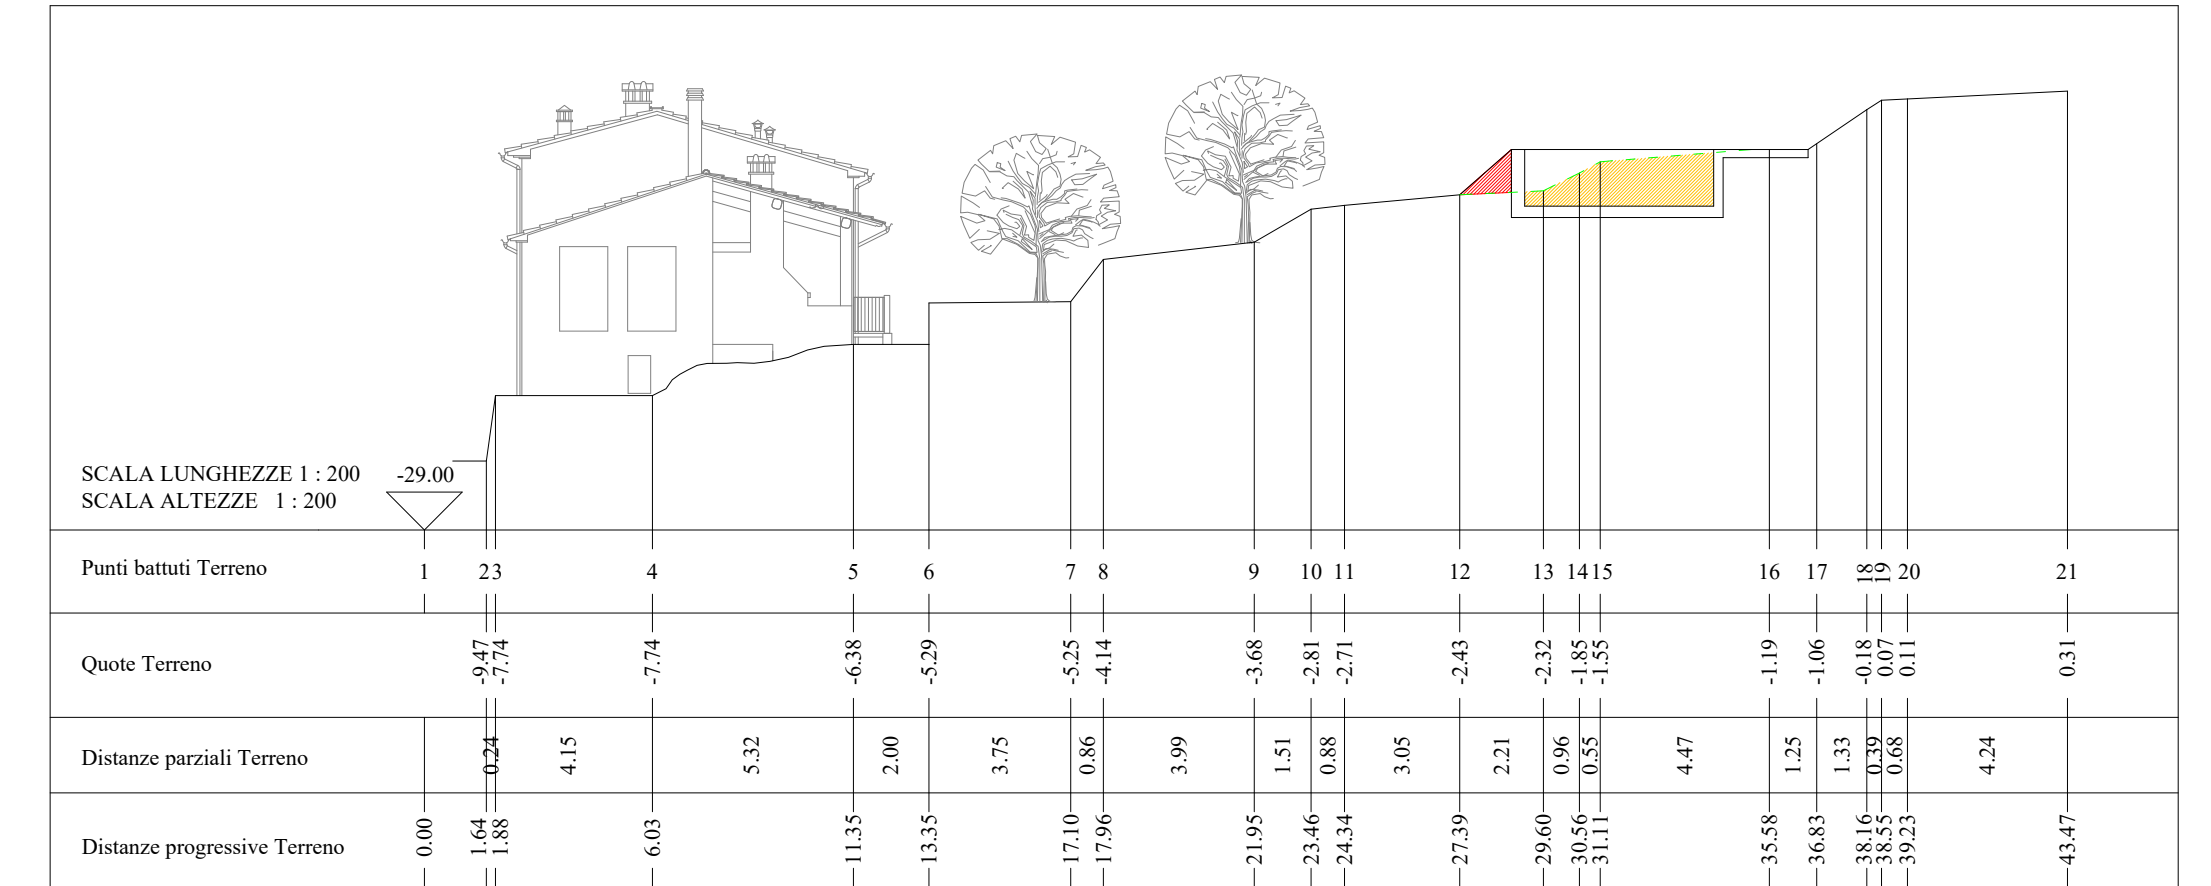 SCALA LUNGHEZZE 1 : 200 -29.00
SCALA ALTEZZE 1 : 200
Punti battuti Terreno 1 2 3 4 5 6 7 8 9 10 11 12 13 14 15 16 17 18 19 20 21
Quote Terreno -9.47 -7.74 -7.74 -6.38 -5.29 -5.25 -4.14 -3.68 -2.81 -2.71 -2.43 -2.32 -1.85 -1.55 -1.19 -1.06 -0.18 0.07 0.11 0.31
Distanze parziali Terreno 0.24 4.15 5.32 2.00 3.75 0.86 3.99 1.51 0.88 3.05 2.21 0.96 0.55 4.47 1.25 1.33 0.39 0.68 4.24
Distanze progressive Terreno 0.00 1.64 1.88 6.03 11.35 13.35 17.10 17.96 21.95 23.46 24.34 27.39 29.60 30.56 31.11 35.58 36.83 38.16 38.55 39.23 43.47